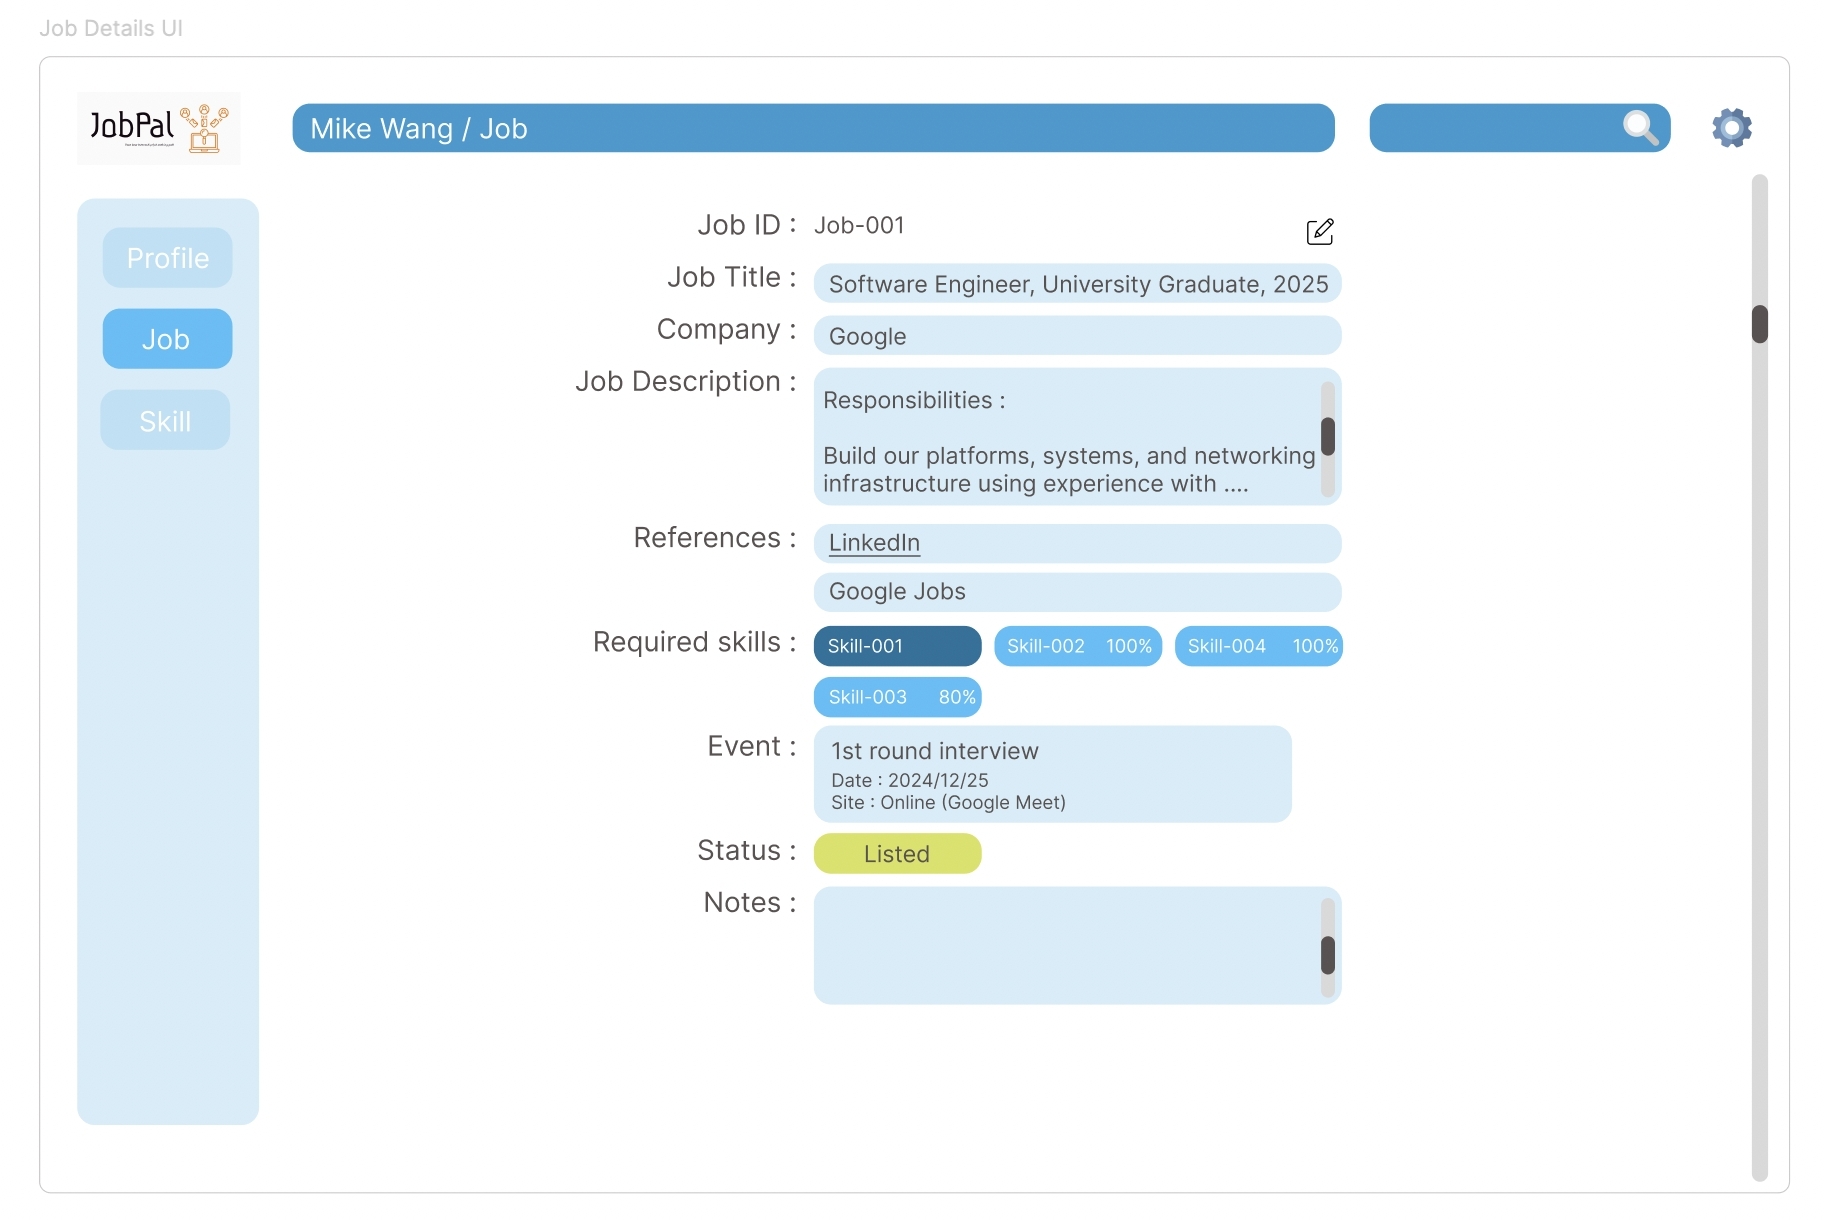 Job Details UI
JobPal
Mike Wang / Job
Profile
Job
Skill
Job ID : Job-001
Job Title : Software Engineer, University Graduate, 2025
Company : Google
Job Description : Responsibilities :
Build our platforms, systems, and networking
infrastructure using experience with ....
References : LinkedIn
Google Jobs
Required skills : Skill-001 Skill-002 100% Skill-004 100%
Skill-003 80%
Event : 1st round interview
Date : 2024/12/25
Site : Online (Google Meet)
Status : Listed
Notes :